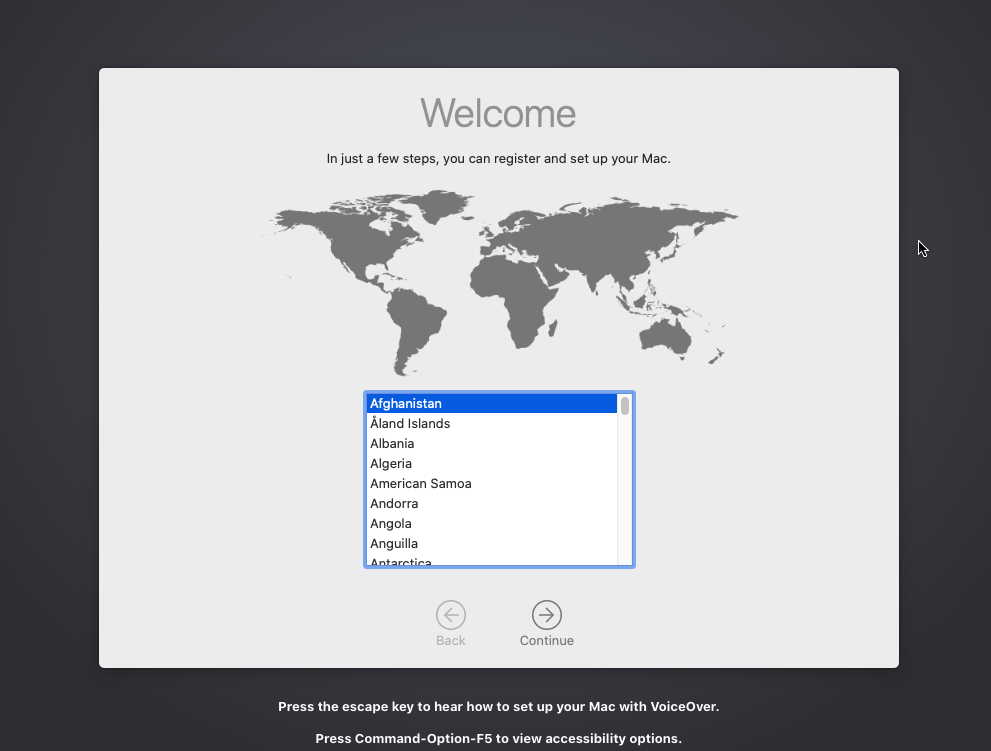 Welcome
In just a few steps, you can register and set up your Mac.
Afghanistan
Åland Islands
Albania
Algeria
American Samoa
Andorra
Angola
Anguilla
Antarctica
Back
Continue
Press the escape key to hear how to set up your Mac with VoiceOver.
Press Command-Option-F5 to view accessibility options.